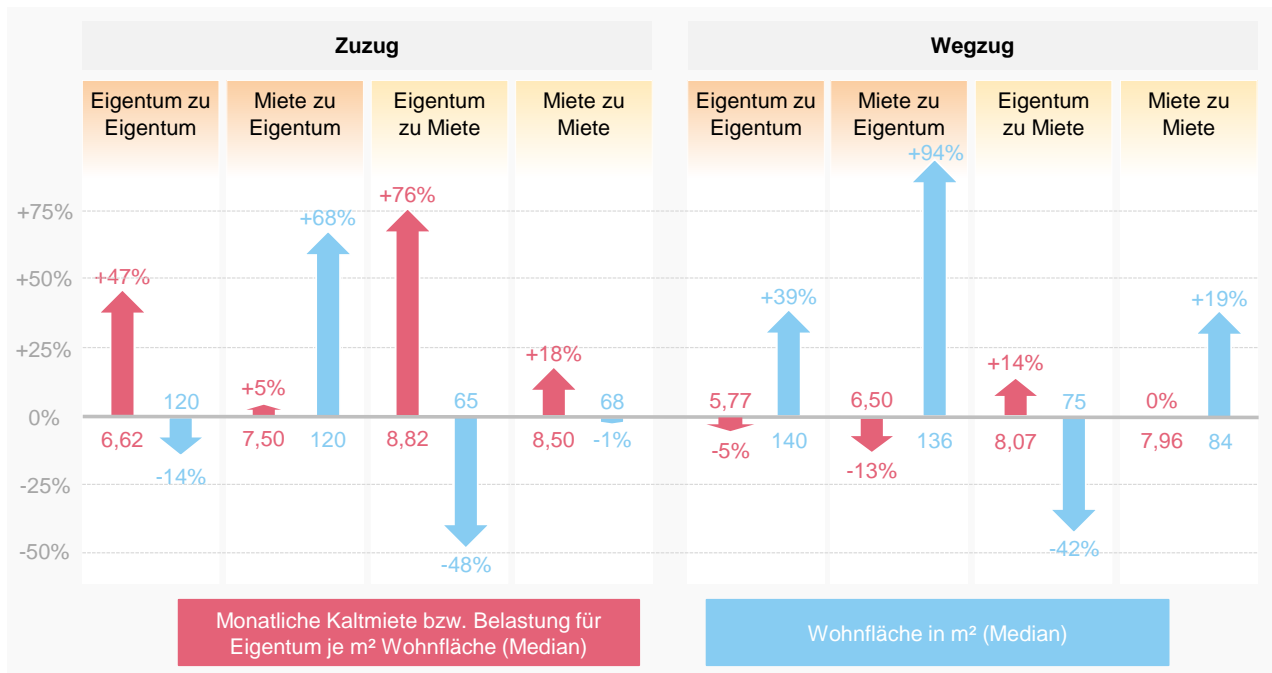 Zuzug
Wegzug
Eigentum zu
Eigentum
Miete zu
Eigentum
Eigentum
zu Miete
Miete zu
Miete
Eigentum zu
Eigentum
Miete zu
Eigentum
Eigentum
zu Miete
Miete zu
Miete
+75%
+50%
+25%
0%
-25%
-50%
+47%
6,62
120
-14%
+5%
7,50
+68%
120
+76%
8,82
65
-48%
+18%
8,50
68
-1%
5,77
-5%
+39%
140
6,50
-13%
+94%
136
+14%
8,07
75
-42%
0%
7,96
+19%
84
Monatliche Kaltmiete bzw. Belastung für
Eigentum je m² Wohnfläche (Median)
Wohnfläche in m² (Median)